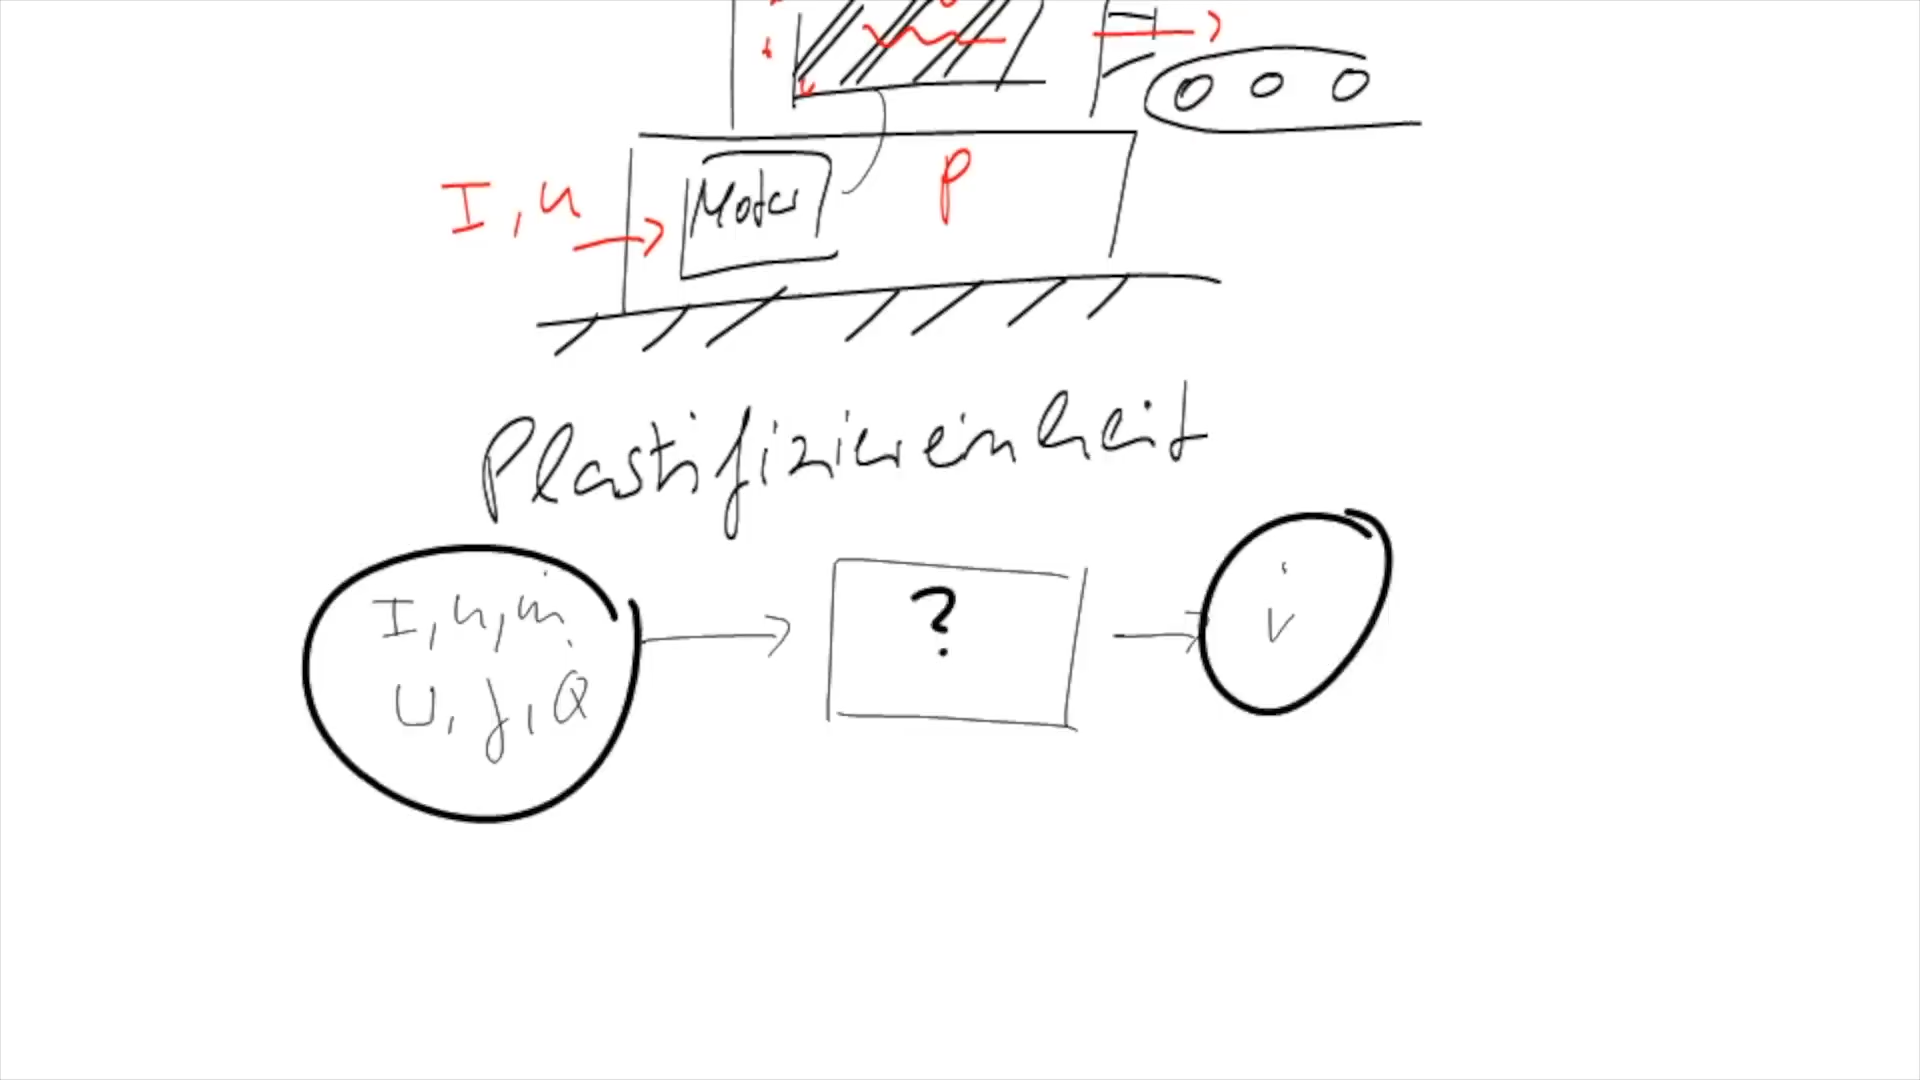 Motor
p
I, u
Plastifiziereinheit
I, u, ṁ
?
V̇
U, f, Q̇